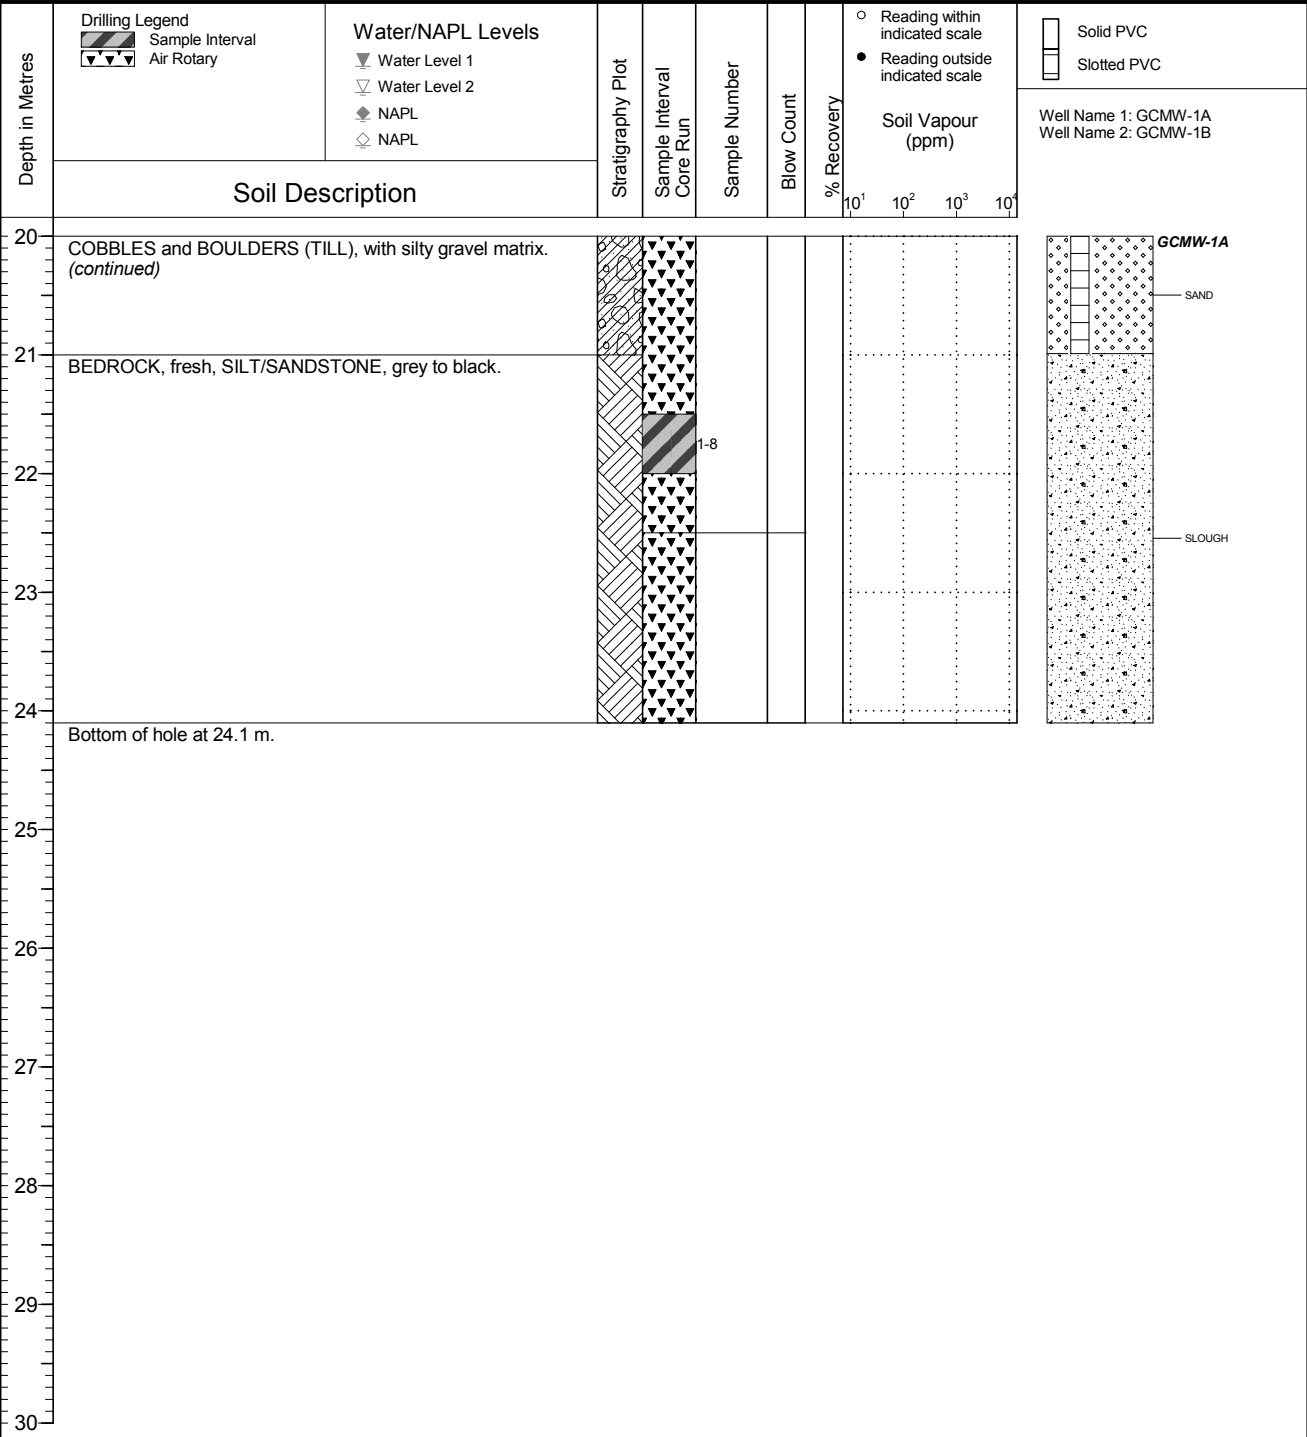 Drilling Legend
Sample Interval
Air Rotary
Water/NAPL Levels
Water Level 1
Water Level 2
NAPL
NAPL
Depth in Metres
Soil Description
Stratigraphy Plot
Sample Interval
Core Run
Sample Number
Blow Count
% Recovery
Reading within
indicated scale
Reading outside
indicated scale
Soil Vapour
(ppm)
10¹ 10² 10³ 10⁴
Solid PVC
Slotted PVC
Well Name 1: GCMW-1A
Well Name 2: GCMW-1B
20
COBBLES and BOULDERS (TILL), with silty gravel matrix.
(continued)
GCMW-1A
SAND
21
BEDROCK, fresh, SILT/SANDSTONE, grey to black.
1-8
22
SLOUGH
23
24
Bottom of hole at 24.1 m.
25
26
27
28
29
30